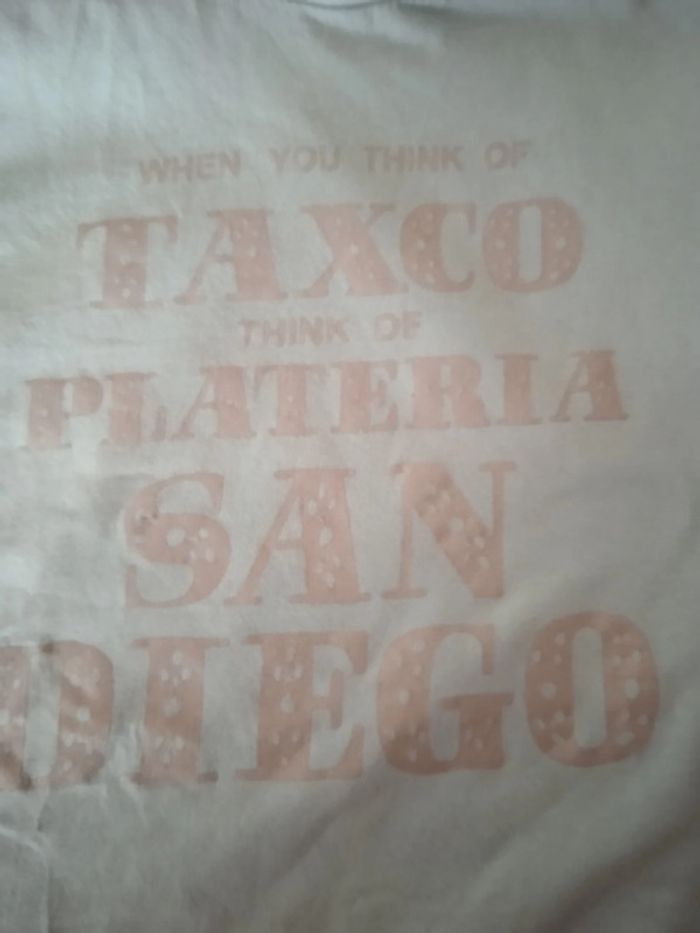 WHEN YOU THINK OF
TAXCO
THINK OF
PLATERIA
SAN
DIEGO